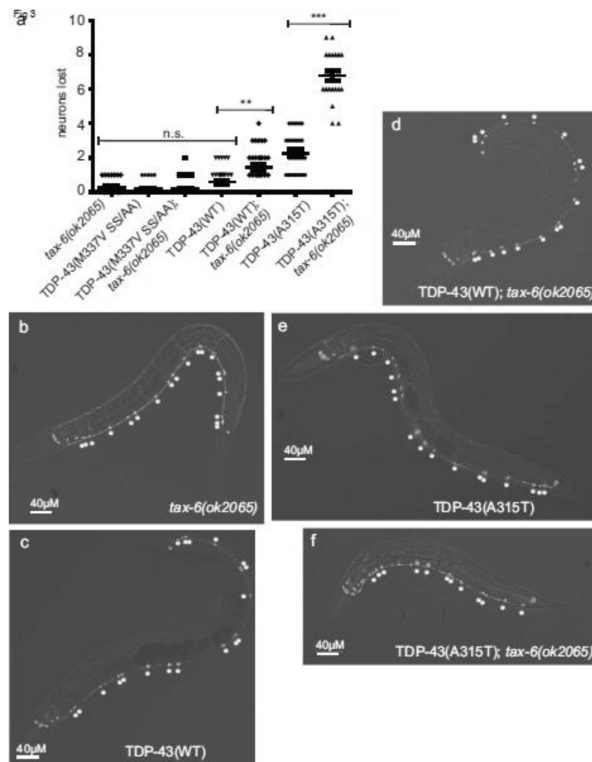 Fig 3
a
neurons lost
10
8
6
4
2
0
n.s.
**
***
tax-6(ok2065)
TDP-43(M337V SS/AA)
TDP-43(M337V SS/AA);
tax-6(ok2065)
TDP-43(WT)
TDP-43(WT);
tax-6(ok2065)
TDP-43(A315T)
TDP-43(A315T);
tax-6(ok2065)
d
40µM
TDP-43(WT); tax-6(ok2065)
b
40µM
tax-6(ok2065)
e
40µM
TDP-43(A315T)
c
40µM
TDP-43(WT)
f
40µM
TDP-43(A315T); tax-6(ok2065)